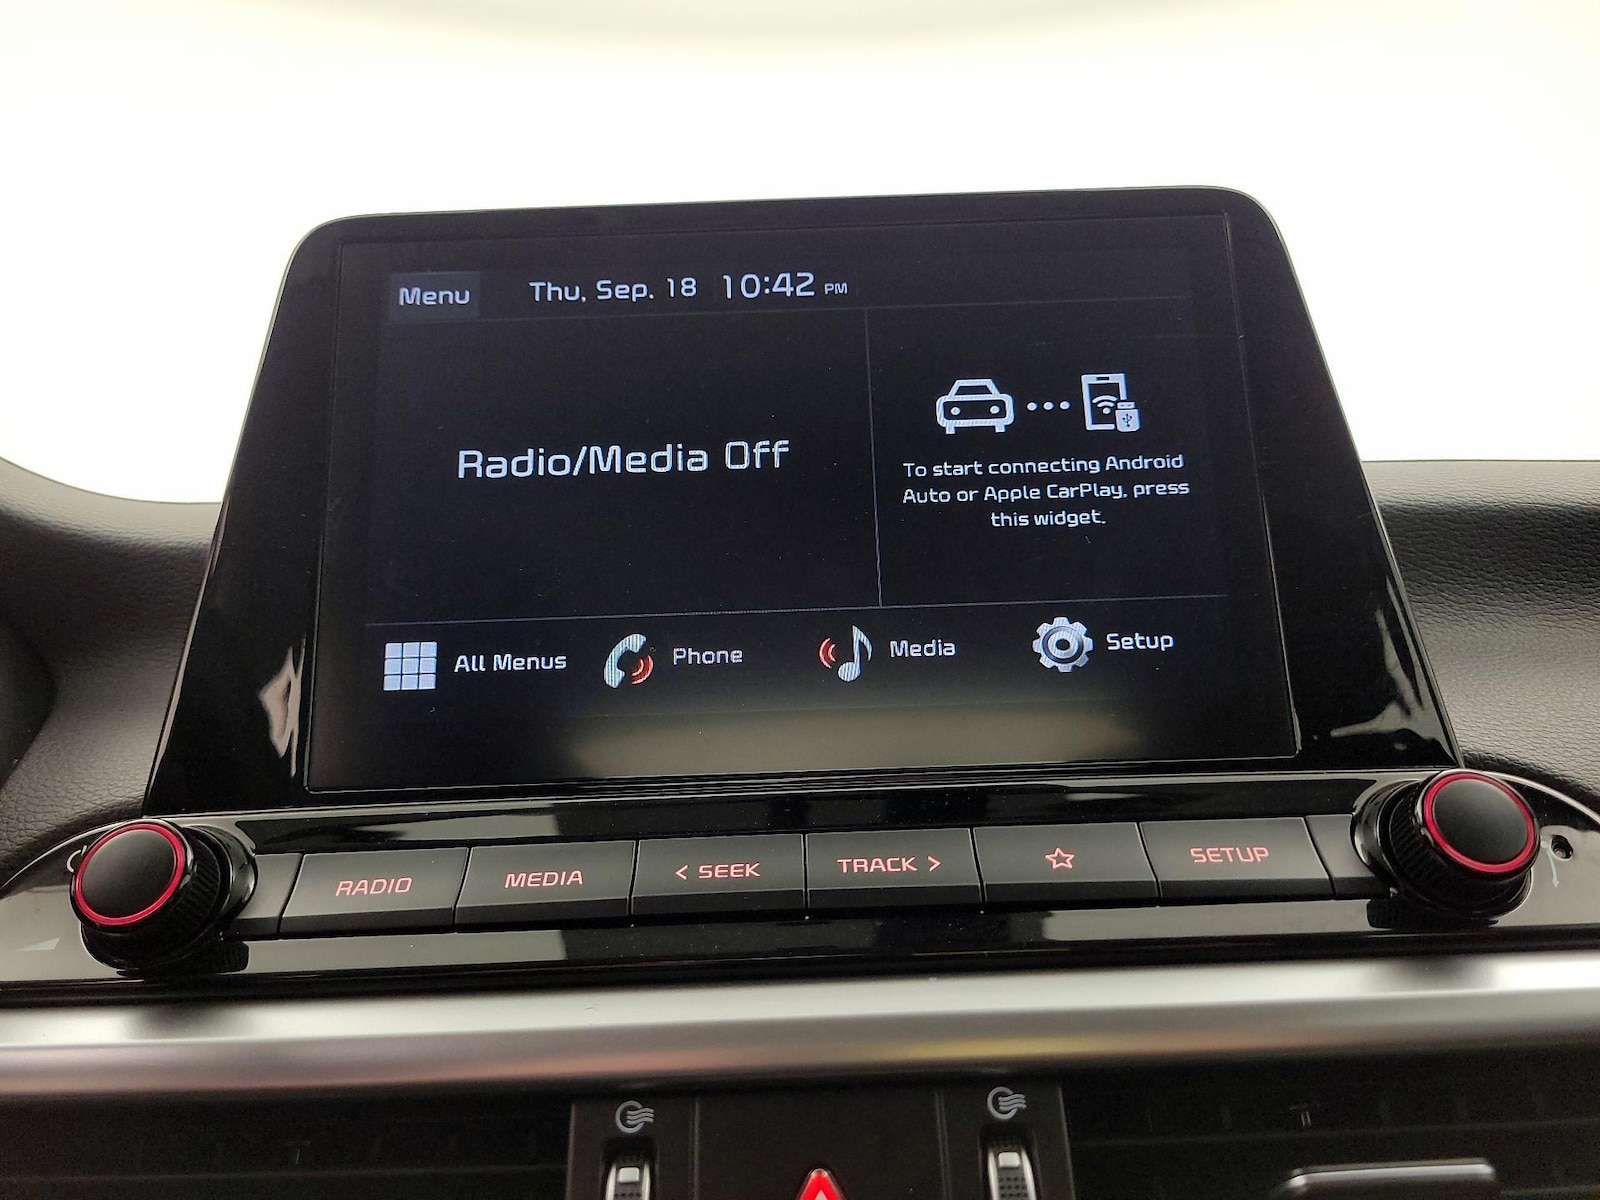 Menu Thu, Sep. 18 10:42 PM
Radio/Media Off
To start connecting Android
Auto or Apple CarPlay, press
this widget.
All Menus Phone Media Setup
RADIO MEDIA < SEEK TRACK > SETUP